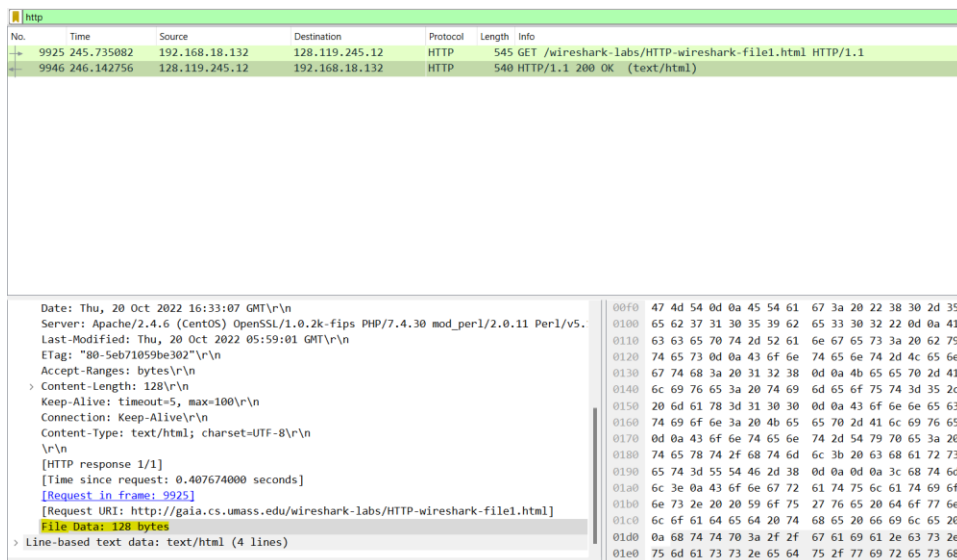 http
No. Time Source Destination Protocol Length Info
9925 245.735082 192.168.18.132 128.119.245.12 HTTP 545 GET /wireshark-labs/HTTP-wireshark-file1.html HTTP/1.1
9946 246.142756 128.119.245.12 192.168.18.132 HTTP 540 HTTP/1.1 200 OK (text/html)
Date: Thu, 20 Oct 2022 16:33:07 GMT\r\n
Server: Apache/2.4.6 (CentOS) OpenSSL/1.0.2k-fips PHP/7.4.30 mod_perl/2.0.11 Perl/v5.
Last-Modified: Thu, 20 Oct 2022 05:59:01 GMT\r\n
ETag: "80-5eb71059be302"\r\n
Accept-Ranges: bytes\r\n
> Content-Length: 128\r\n
Keep-Alive: timeout=5, max=100\r\n
Connection: Keep-Alive\r\n
Content-Type: text/html; charset=UTF-8\r\n
\r\n
[HTTP response 1/1]
[Time since request: 0.407674000 seconds]
[Request in frame: 9925]
[Request URI: http://gaia.cs.umass.edu/wireshark-labs/HTTP-wireshark-file1.html]
File Data: 128 bytes
> Line-based text data: text/html (4 lines)
00f0 47 4d 54 0d 0a 45 54 61 67 3a 20 22 38 30 2d 35
0100 65 62 37 31 30 35 39 62 65 33 30 32 22 0d 0a 41
0110 63 63 65 70 74 2d 52 61 6e 67 65 73 3a 20 62 79
0120 74 65 73 0d 0a 43 6f 6e 74 65 6e 74 2d 4c 65 6e
0130 67 74 68 3a 20 31 32 38 0d 0a 4b 65 65 70 2d 41
0140 6c 69 76 65 3a 20 74 69 6d 65 6f 75 74 3d 35 2c
0150 20 6d 61 78 3d 31 30 30 0d 0a 43 6f 6e 6e 65 63
0160 74 69 6f 6e 3a 20 4b 65 65 70 2d 41 6c 69 76 65
0170 0d 0a 43 6f 6e 74 65 6e 74 2d 54 79 70 65 3a 20
0180 74 65 78 74 2f 68 74 6d 6c 3b 20 63 68 61 72 73
0190 65 74 3d 55 54 46 2d 38 0d 0a 0d 0a 3c 68 74 6d
01a0 6c 3e 0a 43 6f 6e 67 72 61 74 75 6c 61 74 69 6f
01b0 6e 73 2e 20 20 59 6f 75 27 76 65 20 64 6f 77 6e
01c0 6c 6f 61 64 65 64 20 74 68 65 20 66 69 6c 65 20
01d0 0a 68 74 74 70 3a 2f 2f 67 61 69 61 2e 63 73 2e
01e0 75 6d 61 73 73 2e 65 64 75 2f 77 69 72 65 73 68